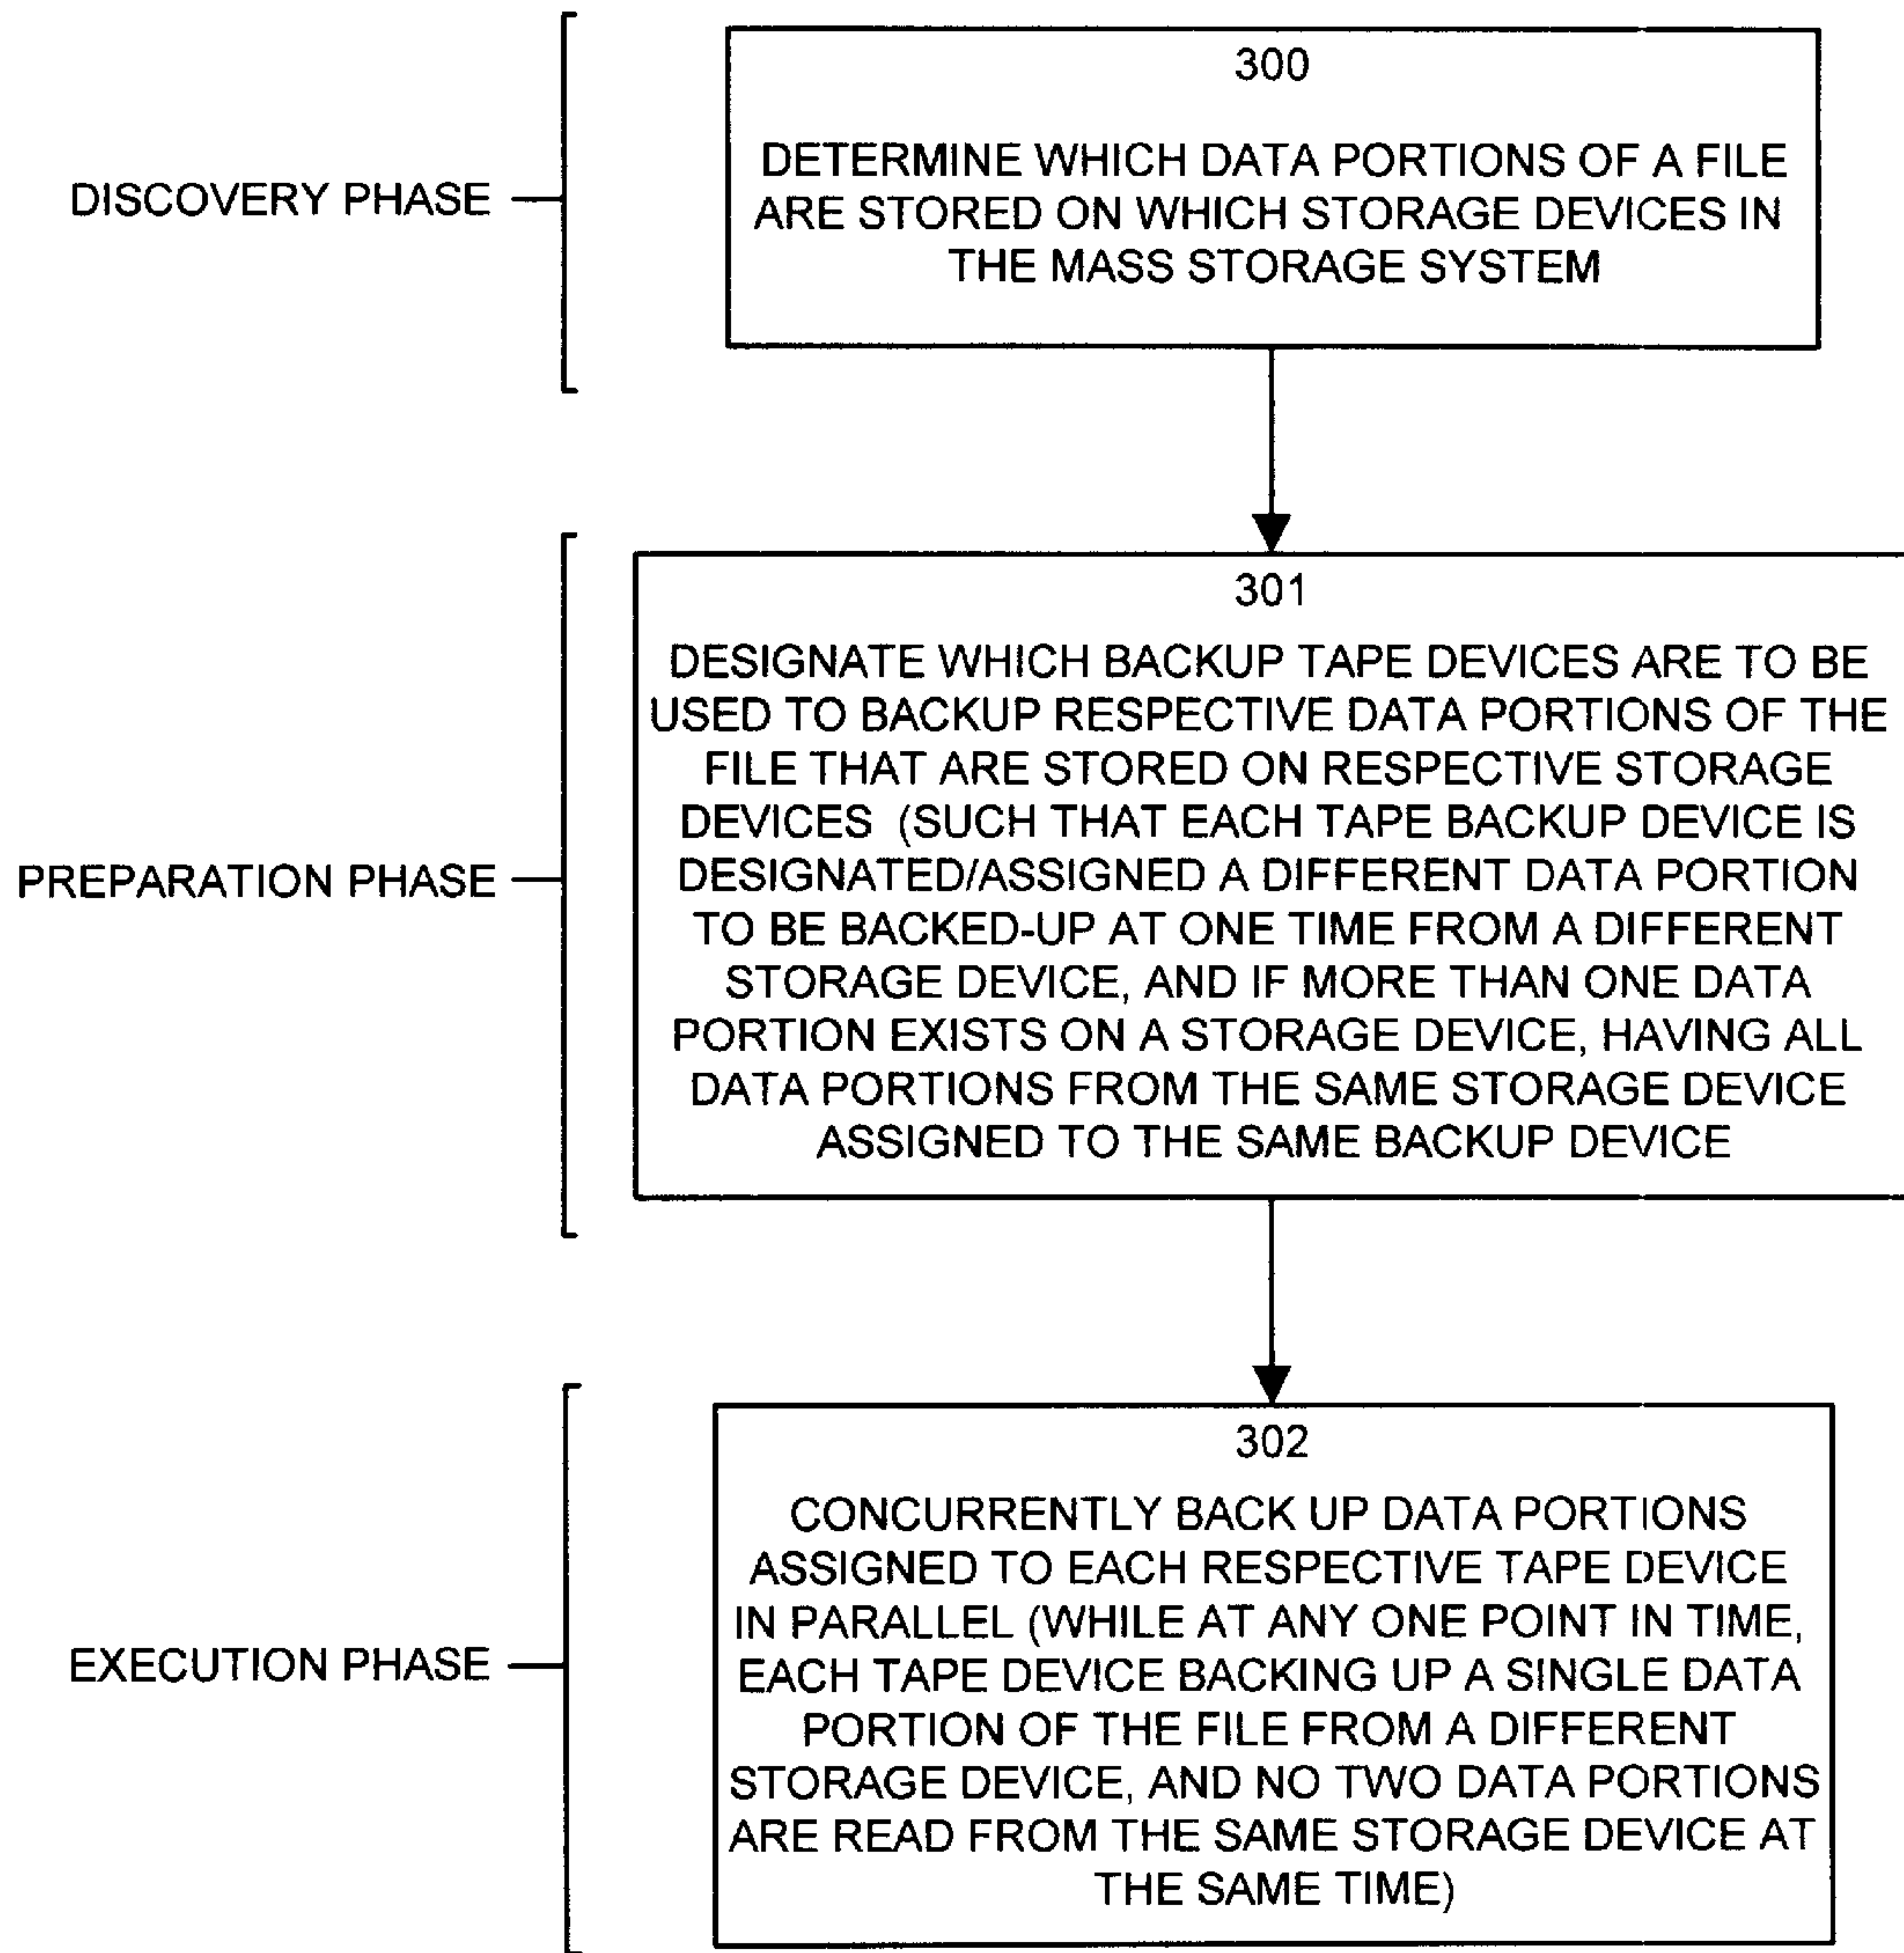 DISCOVERY PHASE
300
DETERMINE WHICH DATA PORTIONS OF A FILE
ARE STORED ON WHICH STORAGE DEVICES IN
THE MASS STORAGE SYSTEM
PREPARATION PHASE
301
DESIGNATE WHICH BACKUP TAPE DEVICES ARE TO BE
USED TO BACKUP RESPECTIVE DATA PORTIONS OF THE
FILE THAT ARE STORED ON RESPECTIVE STORAGE
DEVICES (SUCH THAT EACH TAPE BACKUP DEVICE IS
DESIGNATED/ASSIGNED A DIFFERENT DATA PORTION
TO BE BACKED-UP AT ONE TIME FROM A DIFFERENT
STORAGE DEVICE, AND IF MORE THAN ONE DATA
PORTION EXISTS ON A STORAGE DEVICE, HAVING ALL
DATA PORTIONS FROM THE SAME STORAGE DEVICE
ASSIGNED TO THE SAME BACKUP DEVICE
EXECUTION PHASE
302
CONCURRENTLY BACK UP DATA PORTIONS
ASSIGNED TO EACH RESPECTIVE TAPE DEVICE
IN PARALLEL (WHILE AT ANY ONE POINT IN TIME,
EACH TAPE DEVICE BACKING UP A SINGLE DATA
PORTION OF THE FILE FROM A DIFFERENT
STORAGE DEVICE, AND NO TWO DATA PORTIONS
ARE READ FROM THE SAME STORAGE DEVICE AT
THE SAME TIME)